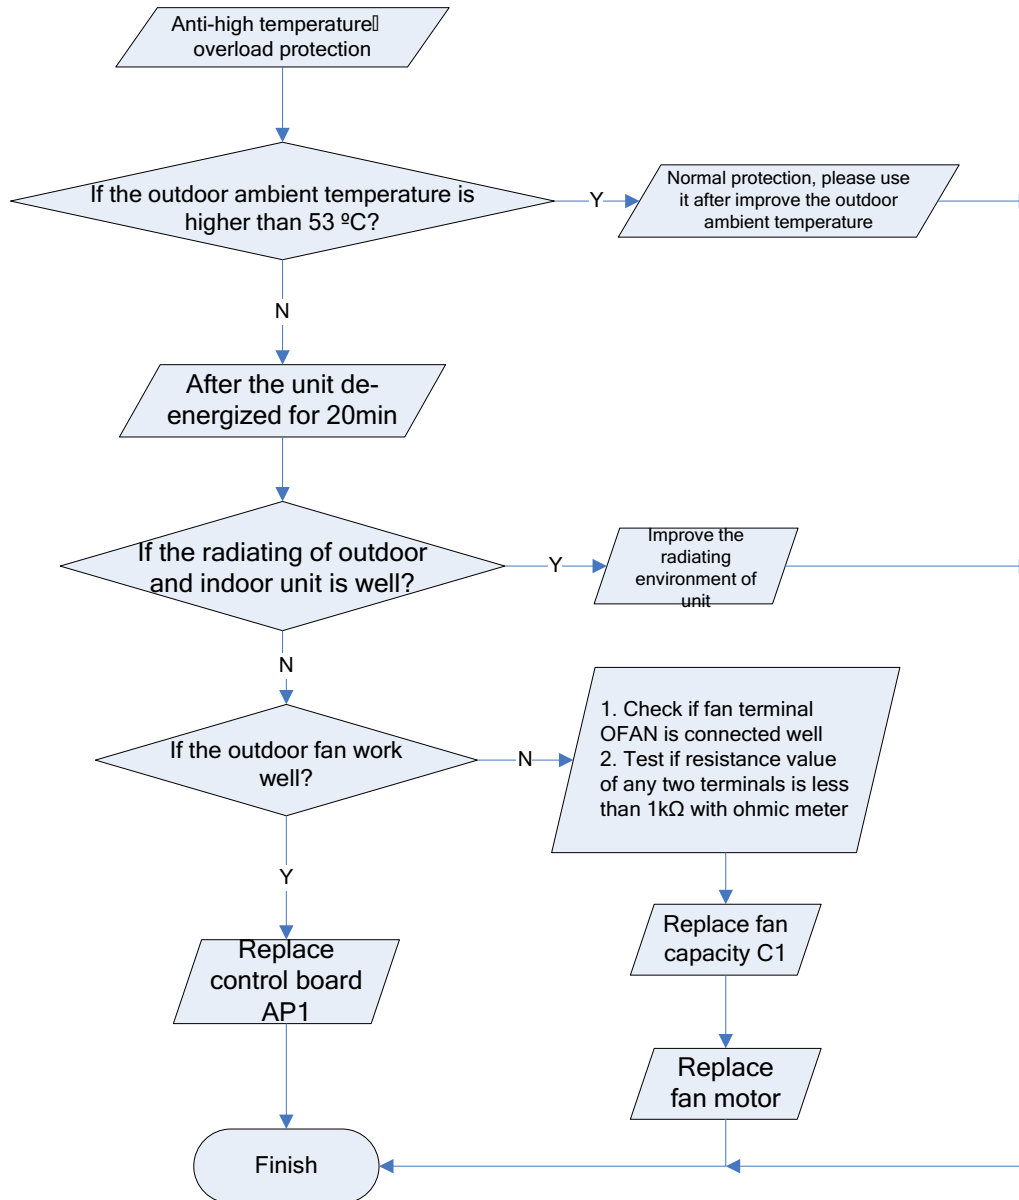 Anti-high temperature▯
overload protection
If the outdoor ambient temperature is
higher than 53 ºC?
Y
Normal protection, please use
it after improve the outdoor
ambient temperature
N
After the unit de-
energized for 20min
If the radiating of outdoor
and indoor unit is well?
Y
Improve the
radiating
environment of
unit
N
If the outdoor fan work
well?
N
1. Check if fan terminal
OFAN is connected well
2. Test if resistance value
of any two terminals is less
than 1kΩ with ohmic meter
Y
Replace
control board
AP1
Replace fan
capacity C1
Replace
fan motor
Finish